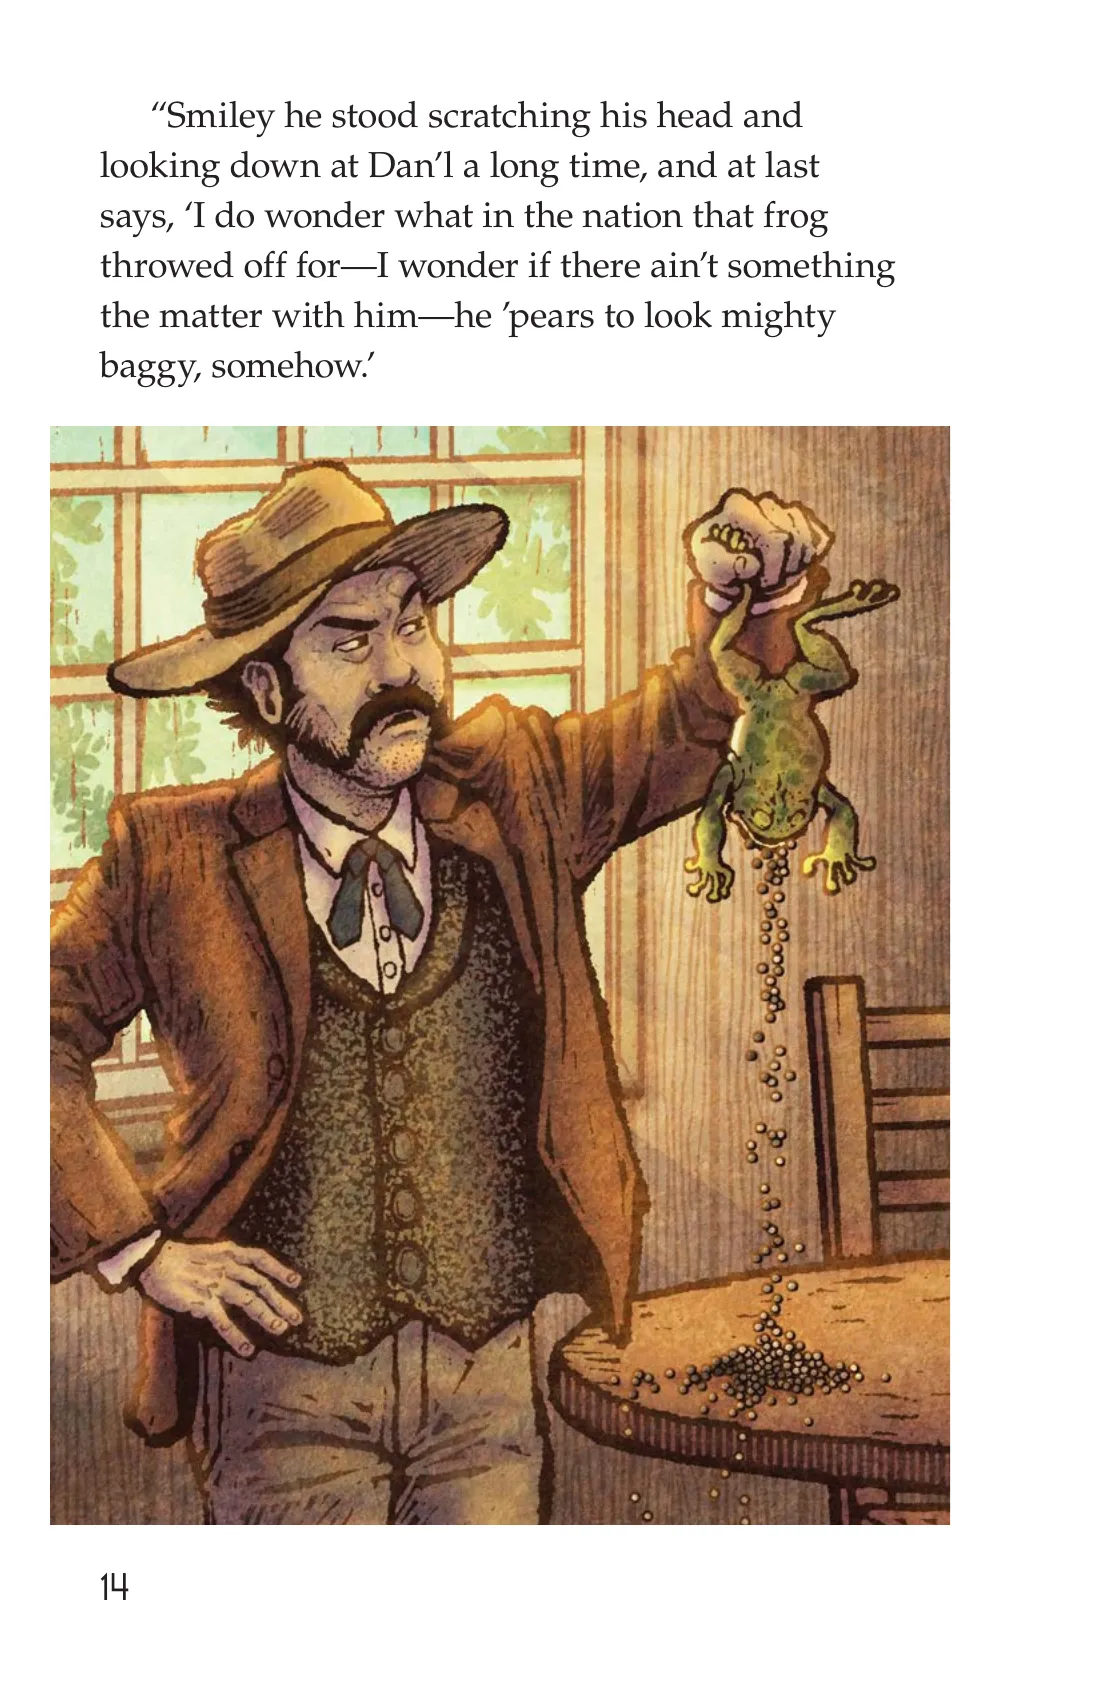 “Smiley he stood scratching his head and
looking down at Dan’l a long time, and at last
says, ‘I do wonder what in the nation that frog
throwed off for—I wonder if there ain’t something
the matter with him—he ’pears to look mighty
baggy, somehow.’
14